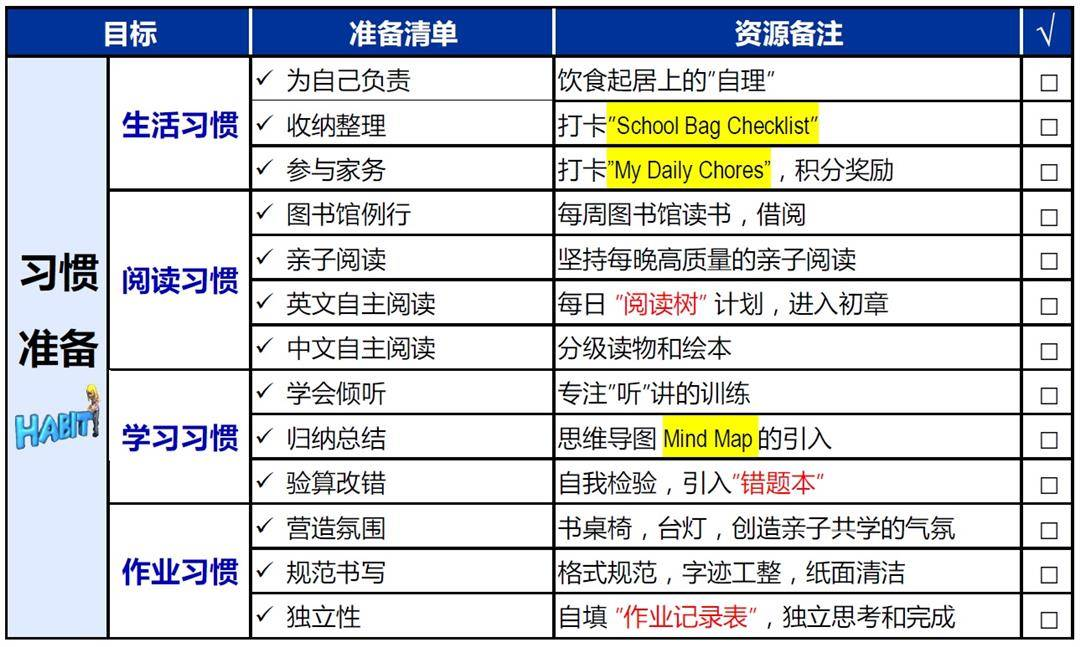 目标 准备清单 资源备注 √
习惯
准备
HABIT
生活习惯
✓ 为自己负责 饮食起居上的"自理" □
✓ 收纳整理 打卡"School Bag Checklist" □
✓ 参与家务 打卡"My Daily Chores"，积分奖励 □
阅读习惯
✓ 图书馆例行 每周图书馆读书，借阅 □
✓ 亲子阅读 坚持每晚高质量的亲子阅读 □
✓ 英文自主阅读 每日 "阅读树" 计划，进入初章 □
✓ 中文自主阅读 分级读物和绘本 □
学习习惯
✓ 学会倾听 专注"听"讲的训练 □
✓ 归纳总结 思维导图 Mind Map 的引入 □
✓ 验算改错 自我检验，引入"错题本" □
作业习惯
✓ 营造氛围 书桌椅，台灯，创造亲子共学的气氛 □
✓ 规范书写 格式规范，字迹工整，纸面清洁 □
✓ 独立性 自填 "作业记录表"，独立思考和完成 □